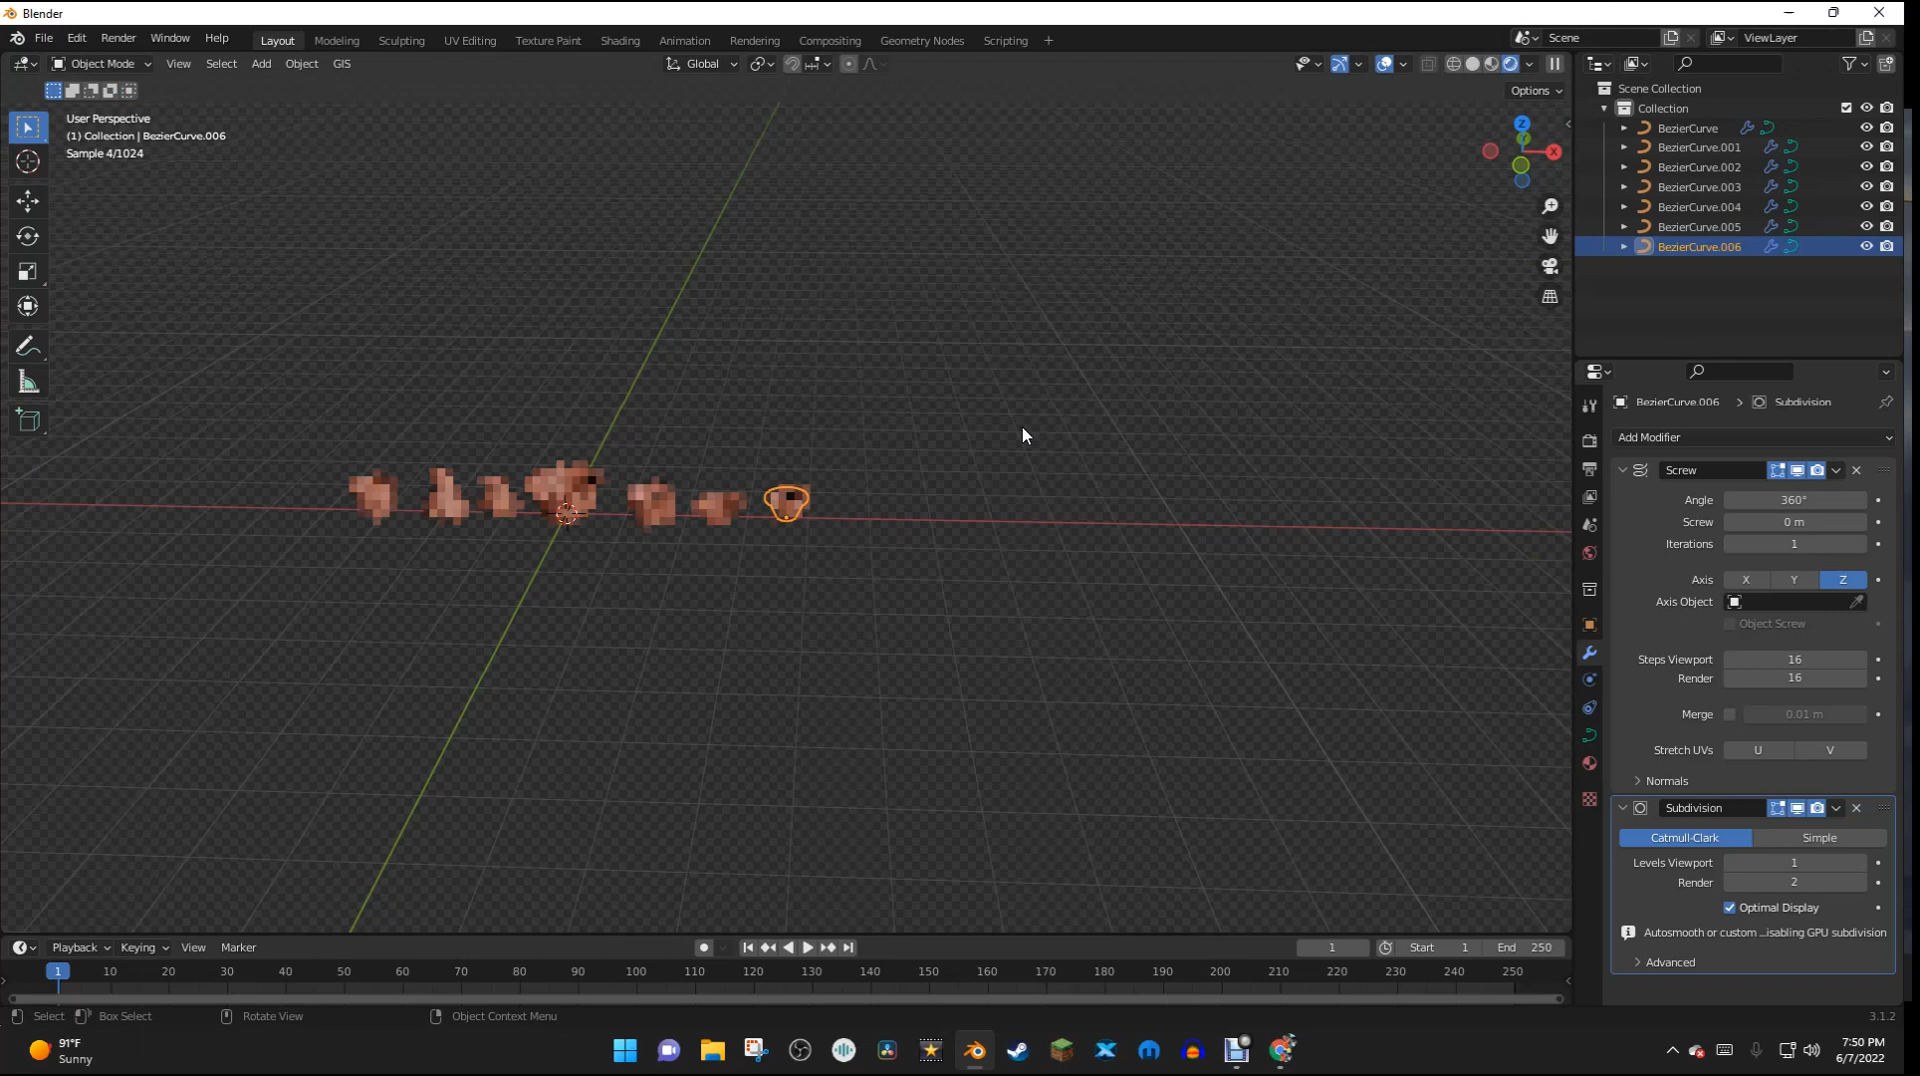 Blender
File Edit Render Window Help
Layout Modeling Sculpting UV Editing Texture Paint Shading Animation Rendering Compositing Geometry Nodes Scripting +
Scene
ViewLayer
Object Mode View Select Add Object GIS
Global
Options
User Perspective
(1) Collection | BezierCurve.006
Sample 4/1024
Z
X
Scene Collection
Collection
BezierCurve
BezierCurve.001
BezierCurve.002
BezierCurve.003
BezierCurve.004
BezierCurve.005
BezierCurve.006
BezierCurve.006 > Subdivision
Add Modifier
Screw
Angle 360°
Screw 0 m
Iterations 1
Axis X Y Z
Axis Object
Object Screw
Steps Viewport 16
Render 16
Merge 0.01 m
Stretch UVs U V
Normals
Subdivision
Catmull-Clark Simple
Levels Viewport 1
Render 2
Optimal Display
Autosmooth or custom ...isabling GPU subdivision
Advanced
Playback Keying View Marker
1 Start 1 End 250
1 10 20 30 40 50 60 70 80 90 100 110 120 130 140 150 160 170 180 190 200 210 220 230 240 250
Select Box Select Rotate View Object Context Menu 3.1.2
91°F
Sunny
7:50 PM
6/7/2022